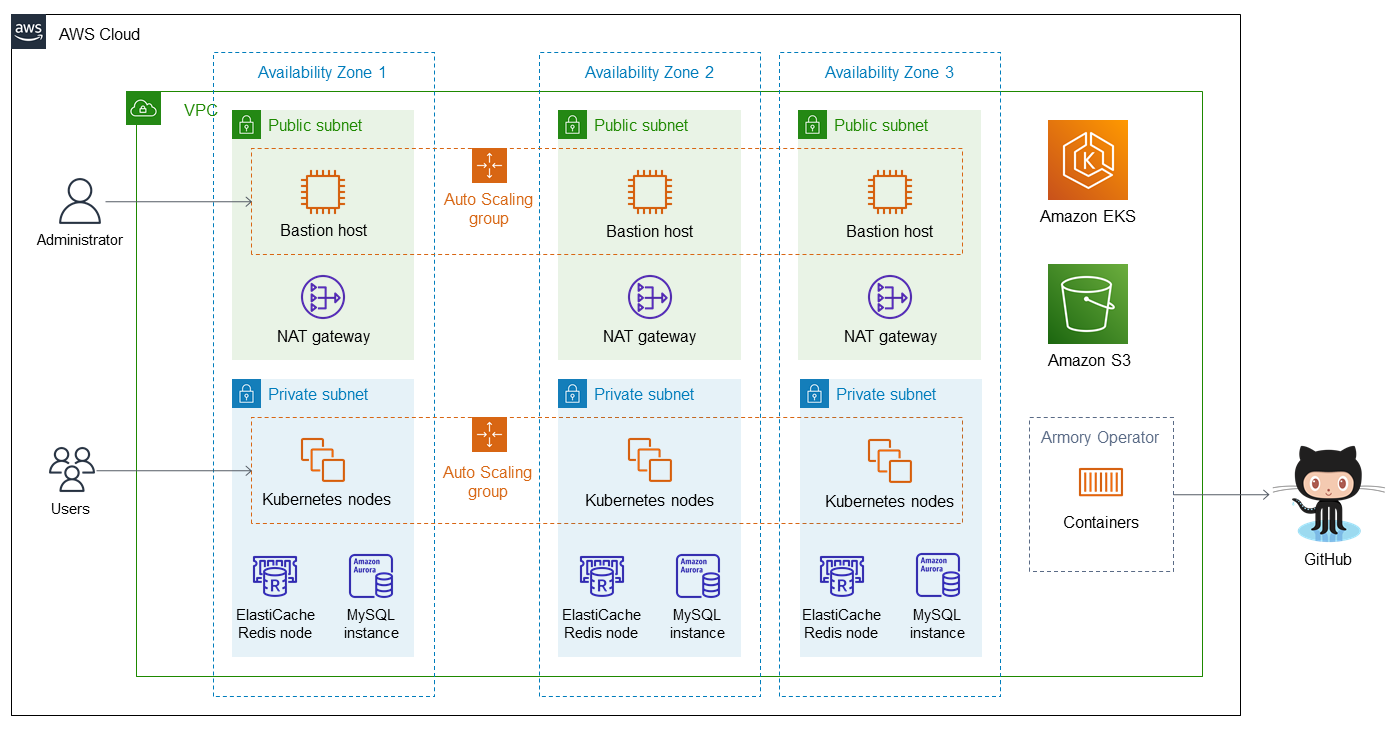 aws
AWS Cloud
Availability Zone 1
Availability Zone 2
Availability Zone 3
VPC
Public subnet
Public subnet
Public subnet
Auto Scaling
group
Bastion host
Bastion host
Bastion host
Administrator
K
Amazon EKS
NAT gateway
NAT gateway
NAT gateway
Amazon S3
Private subnet
Private subnet
Private subnet
Auto Scaling
group
Kubernetes nodes
Kubernetes nodes
Kubernetes nodes
Users
Armory Operator
Containers
GitHub
R
Amazon
Aurora
R
Amazon
Aurora
R
Amazon
Aurora
ElastiCache
Redis node
MySQL
instance
ElastiCache
Redis node
MySQL
instance
ElastiCache
Redis node
MySQL
instance